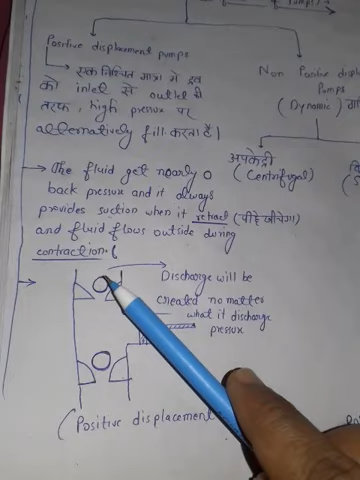 Pumps
Positive displacement pumps
एक निश्चित मात्रा में द्रव
को inlet से outlet की
तरफ, high pressure पर
alternatively fill करता है।
Non Positive displa
Pumps
(Dynamic)
अपकेंद्री
(Centrifugal)
The fluid get nearly 0
back pressure and it always
provides suction when it retract (पीछे खींचेगा)
and fluid flows outside during
contraction.
Discharge will be
created no matter
what it discharge
pressure
(Positive displacement